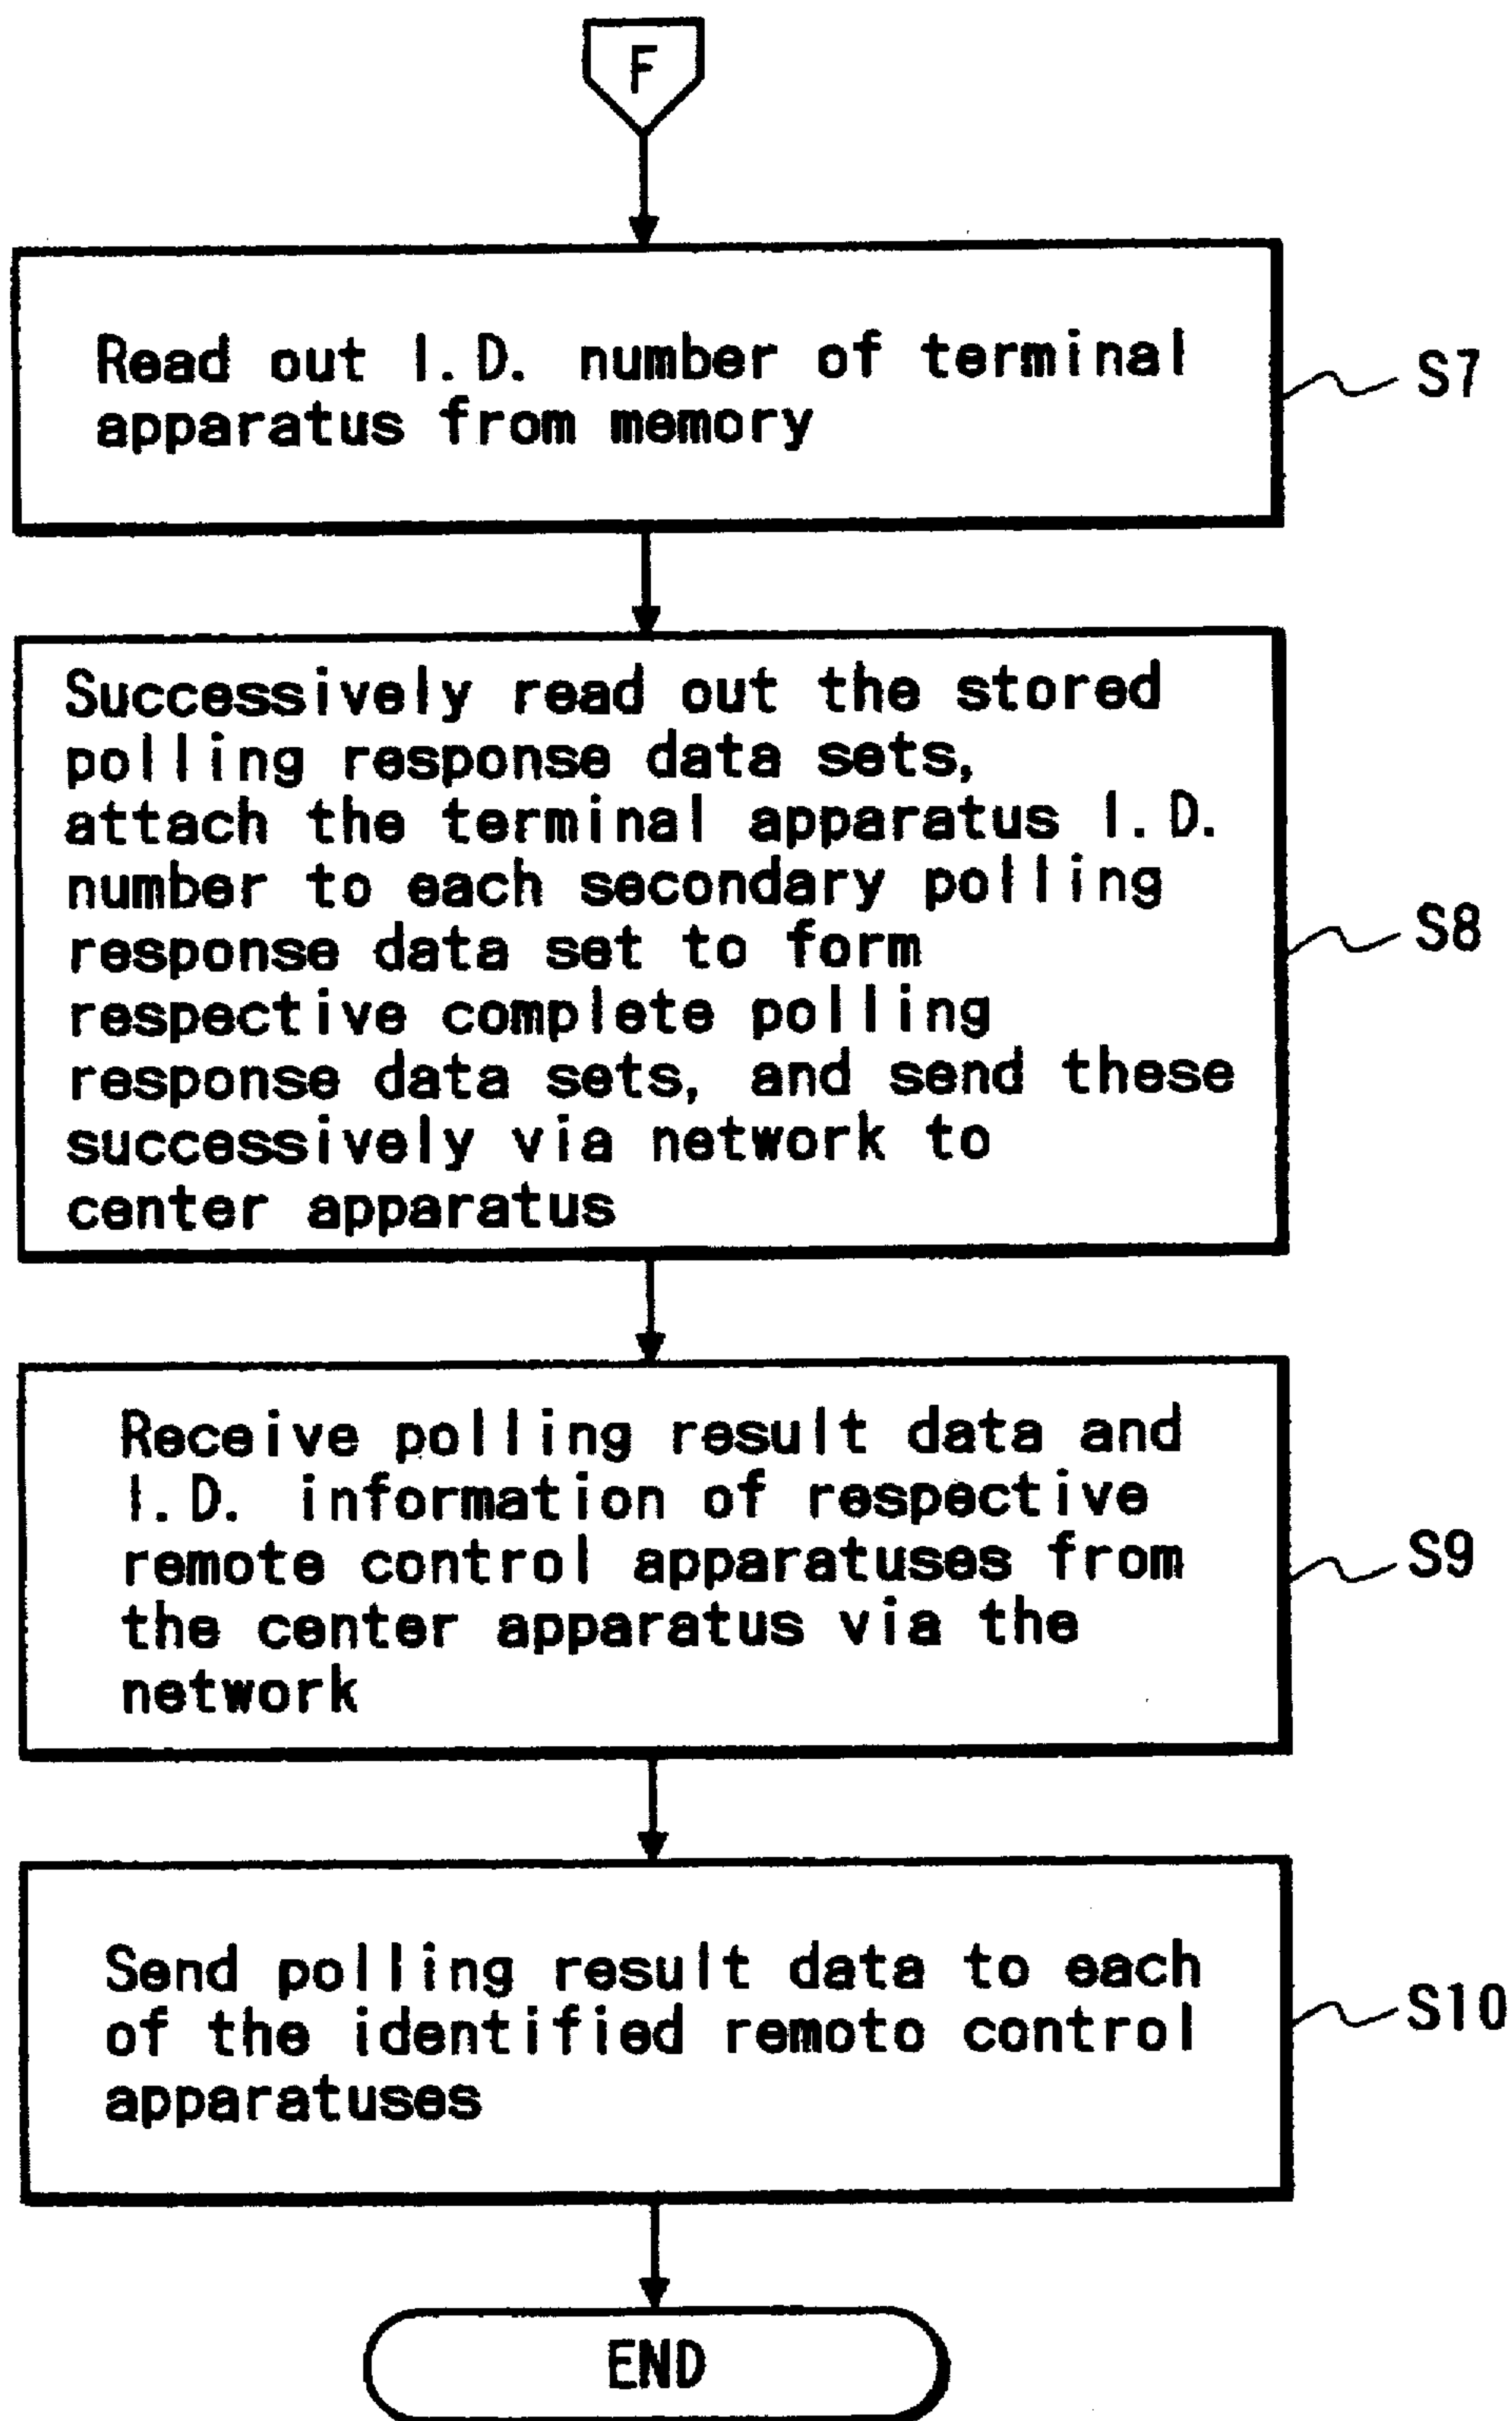 F
Read out I.D. number of terminal
apparatus from memory
S7
Successively read out the stored
polling response data sets,
attach the terminal apparatus I.D.
number to each secondary polling
response data set to form
respective complete polling
response data sets, and send these
successively via network to
center apparatus
S8
Receive polling result data and
I.D. information of respective
remote control apparatuses from
the center apparatus via the
network
S9
Send polling result data to each
of the identified remoto control
apparatuses
S10
END